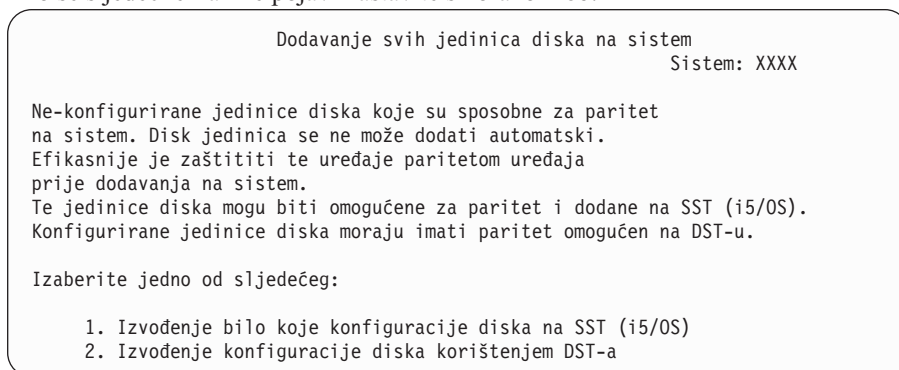 Dodavanje svih jedinica diska na sistem
Sistem: XXXX
Ne-konfigurirane jedinice diska koje su sposobne za paritet
na sistem. Disk jedinica se ne može dodati automatski.
Efikasnije je zaštititi te uređaje paritetom uređaja
prije dodavanja na sistem.
Te jedinice diska mogu biti omogućene za paritet i dodane na SST (i5/OS).
Konfigurirane jedinice diska moraju imati paritet omogućen na DST-u.
Izaberite jedno od sljedećeg:
1. Izvođenje bilo koje konfiguracije diska na SST (i5/OS)
2. Izvođenje konfiguracije diska korištenjem DST-a